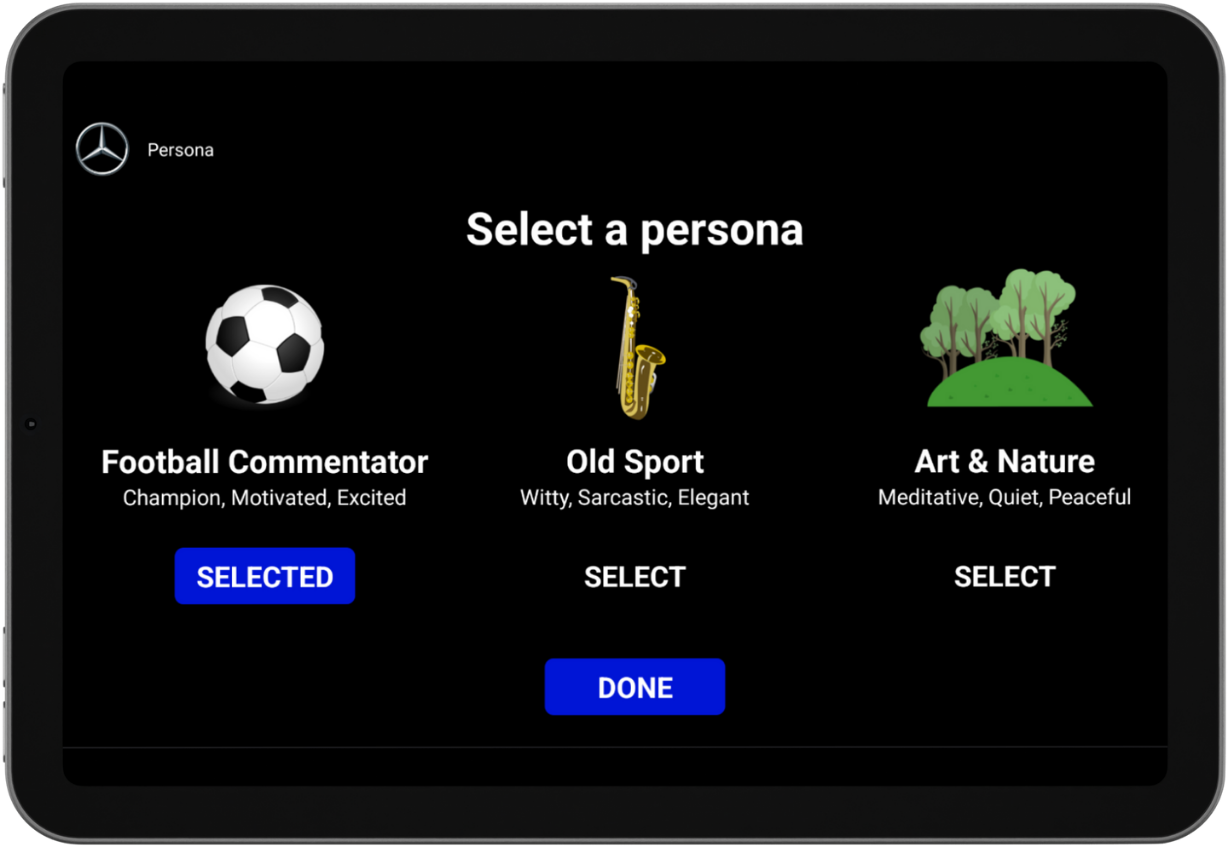 Persona
Select a persona
Football Commentator
Champion, Motivated, Excited
SELECTED
Old Sport
Witty, Sarcastic, Elegant
SELECT
Art & Nature
Meditative, Quiet, Peaceful
SELECT
DONE